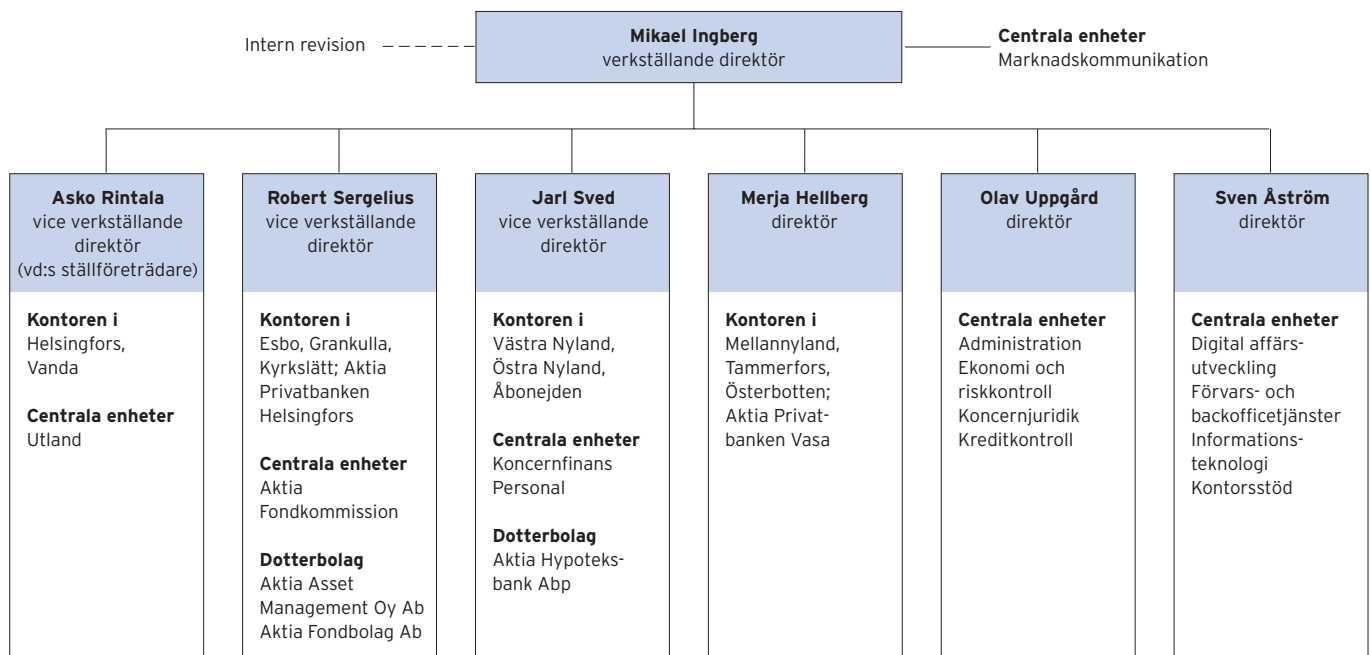 Intern revision
Mikael Ingberg
verkställande direktör
Centrala enheter
Marknadskommunikation
Asko Rintala
vice verkställande
direktör
(vd:s ställföreträdare)
Kontoren i
Helsingfors,
Vanda
Centrala enheter
Utland
Robert Sergelius
vice verkställande
direktör
Kontoren i
Esbo, Grankulla,
Kyrkslätt; Aktia
Privatbanken
Helsingfors
Centrala enheter
Aktia
Fondkommission
Dotterbolag
Aktia Asset
Management Oy Ab
Aktia Fondbolag Ab
Jarl Sved
vice verkställande
direktör
Kontoren i
Västra Nyland,
Östra Nyland,
Åbonejden
Centrala enheter
Koncernfinans
Personal
Dotterbolag
Aktia Hypoteks-
bank Abp
Merja Hellberg
direktör
Kontoren i
Mellannyland,
Tammerfors,
Österbotten;
Aktia Privat-
banken Vasa
Olav Uppgård
direktör
Centrala enheter
Administration
Ekonomi och
riskkontroll
Koncernjuridik
Kreditkontroll
Sven Åström
direktör
Centrala enheter
Digital affärs-
utveckling
Förvars- och
backofficetjänster
Informations-
teknologi
Kontorsstöd